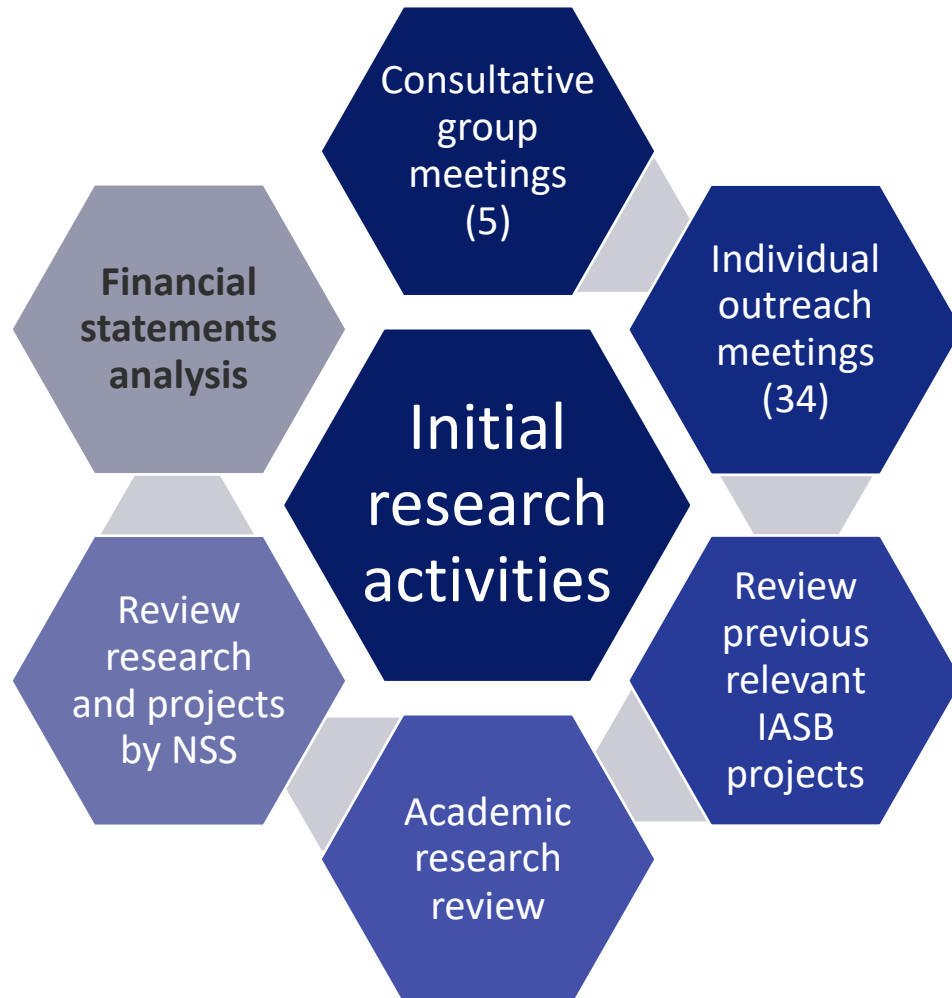 Consultative
group
meetings
(5)
Individual
outreach
meetings
(34)
Review
previous
relevant
IASB
projects
Academic
research
review
Review
research
and projects
by NSS
Financial
statements
analysis
Initial
research
activities